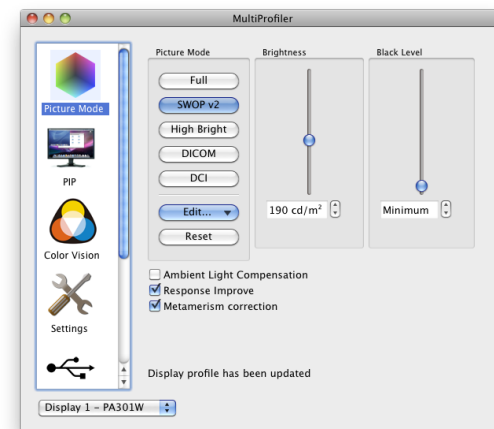 MultiProfiler
Picture Mode
PIP
Color Vision
Settings
Picture Mode
Full
SWOP v2
High Bright
DICOM
DCI
Edit...
Reset
Brightness
190 cd/m²
Black Level
Minimum
Ambient Light Compensation
Response Improve
Metamerism correction
Display profile has been updated
Display 1 – PA301W